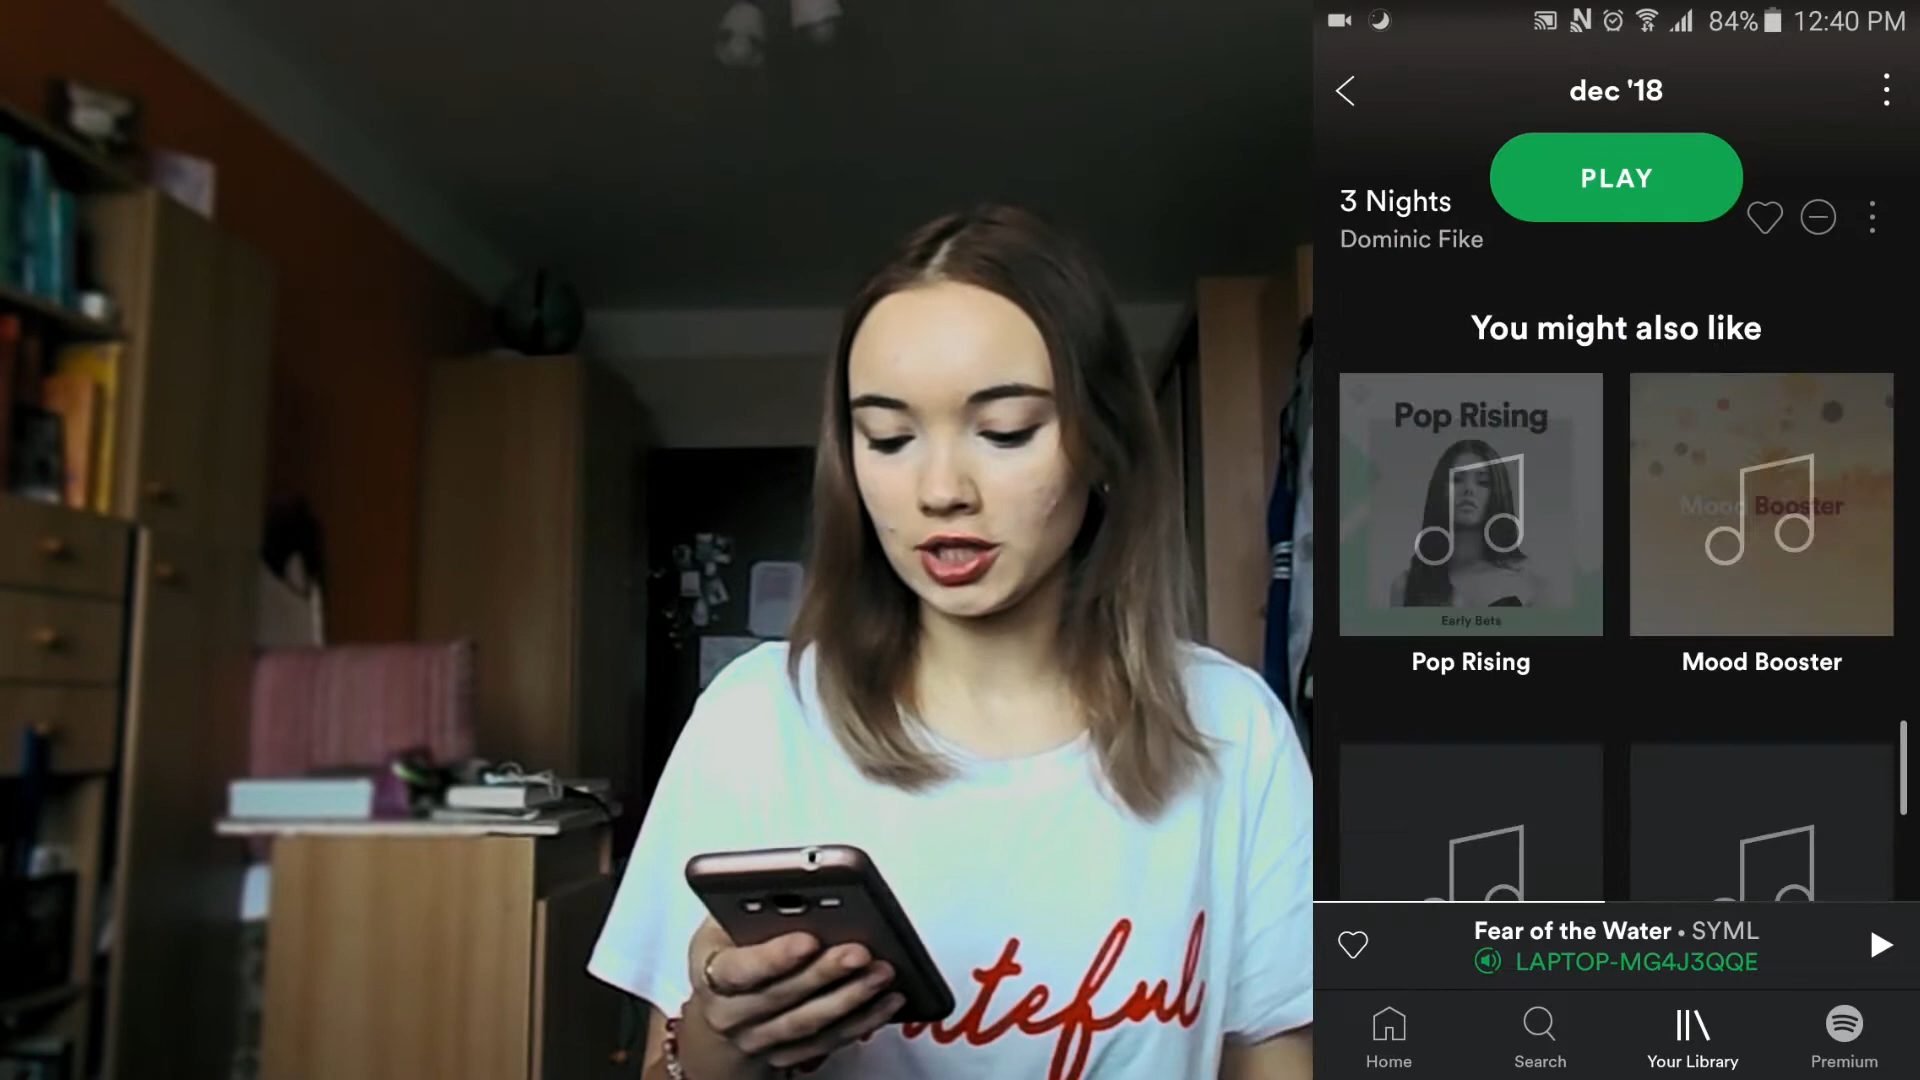 84% 12:40 PM
dec '18
PLAY
3 Nights
Dominic Fike
You might also like
Pop Rising
Early Bets
Mood Booster
Pop Rising
Mood Booster
Fear of the Water • SYML
LAPTOP-MG4J3QQE
Home
Search
Your Library
Premium